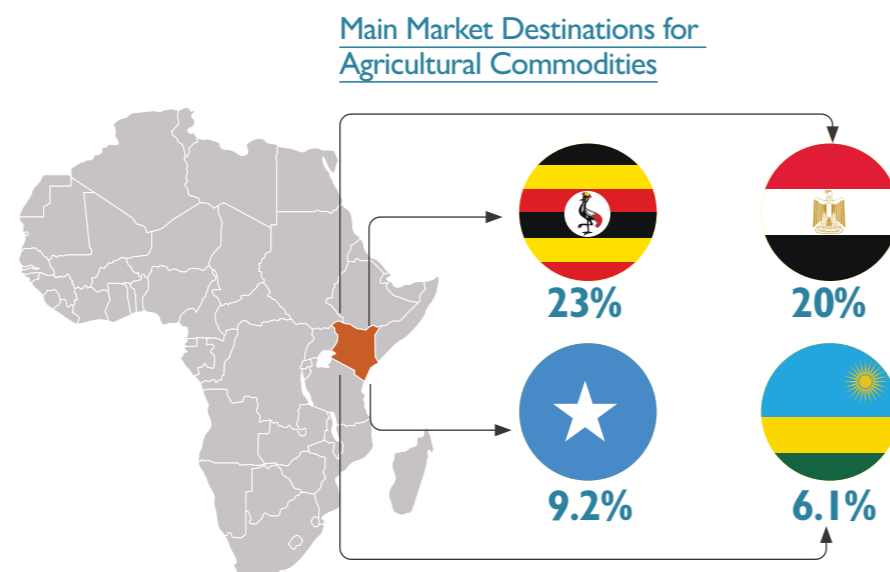 Main Market Destinations for
Agricultural Commodities
23%
20%
9.2%
6.1%